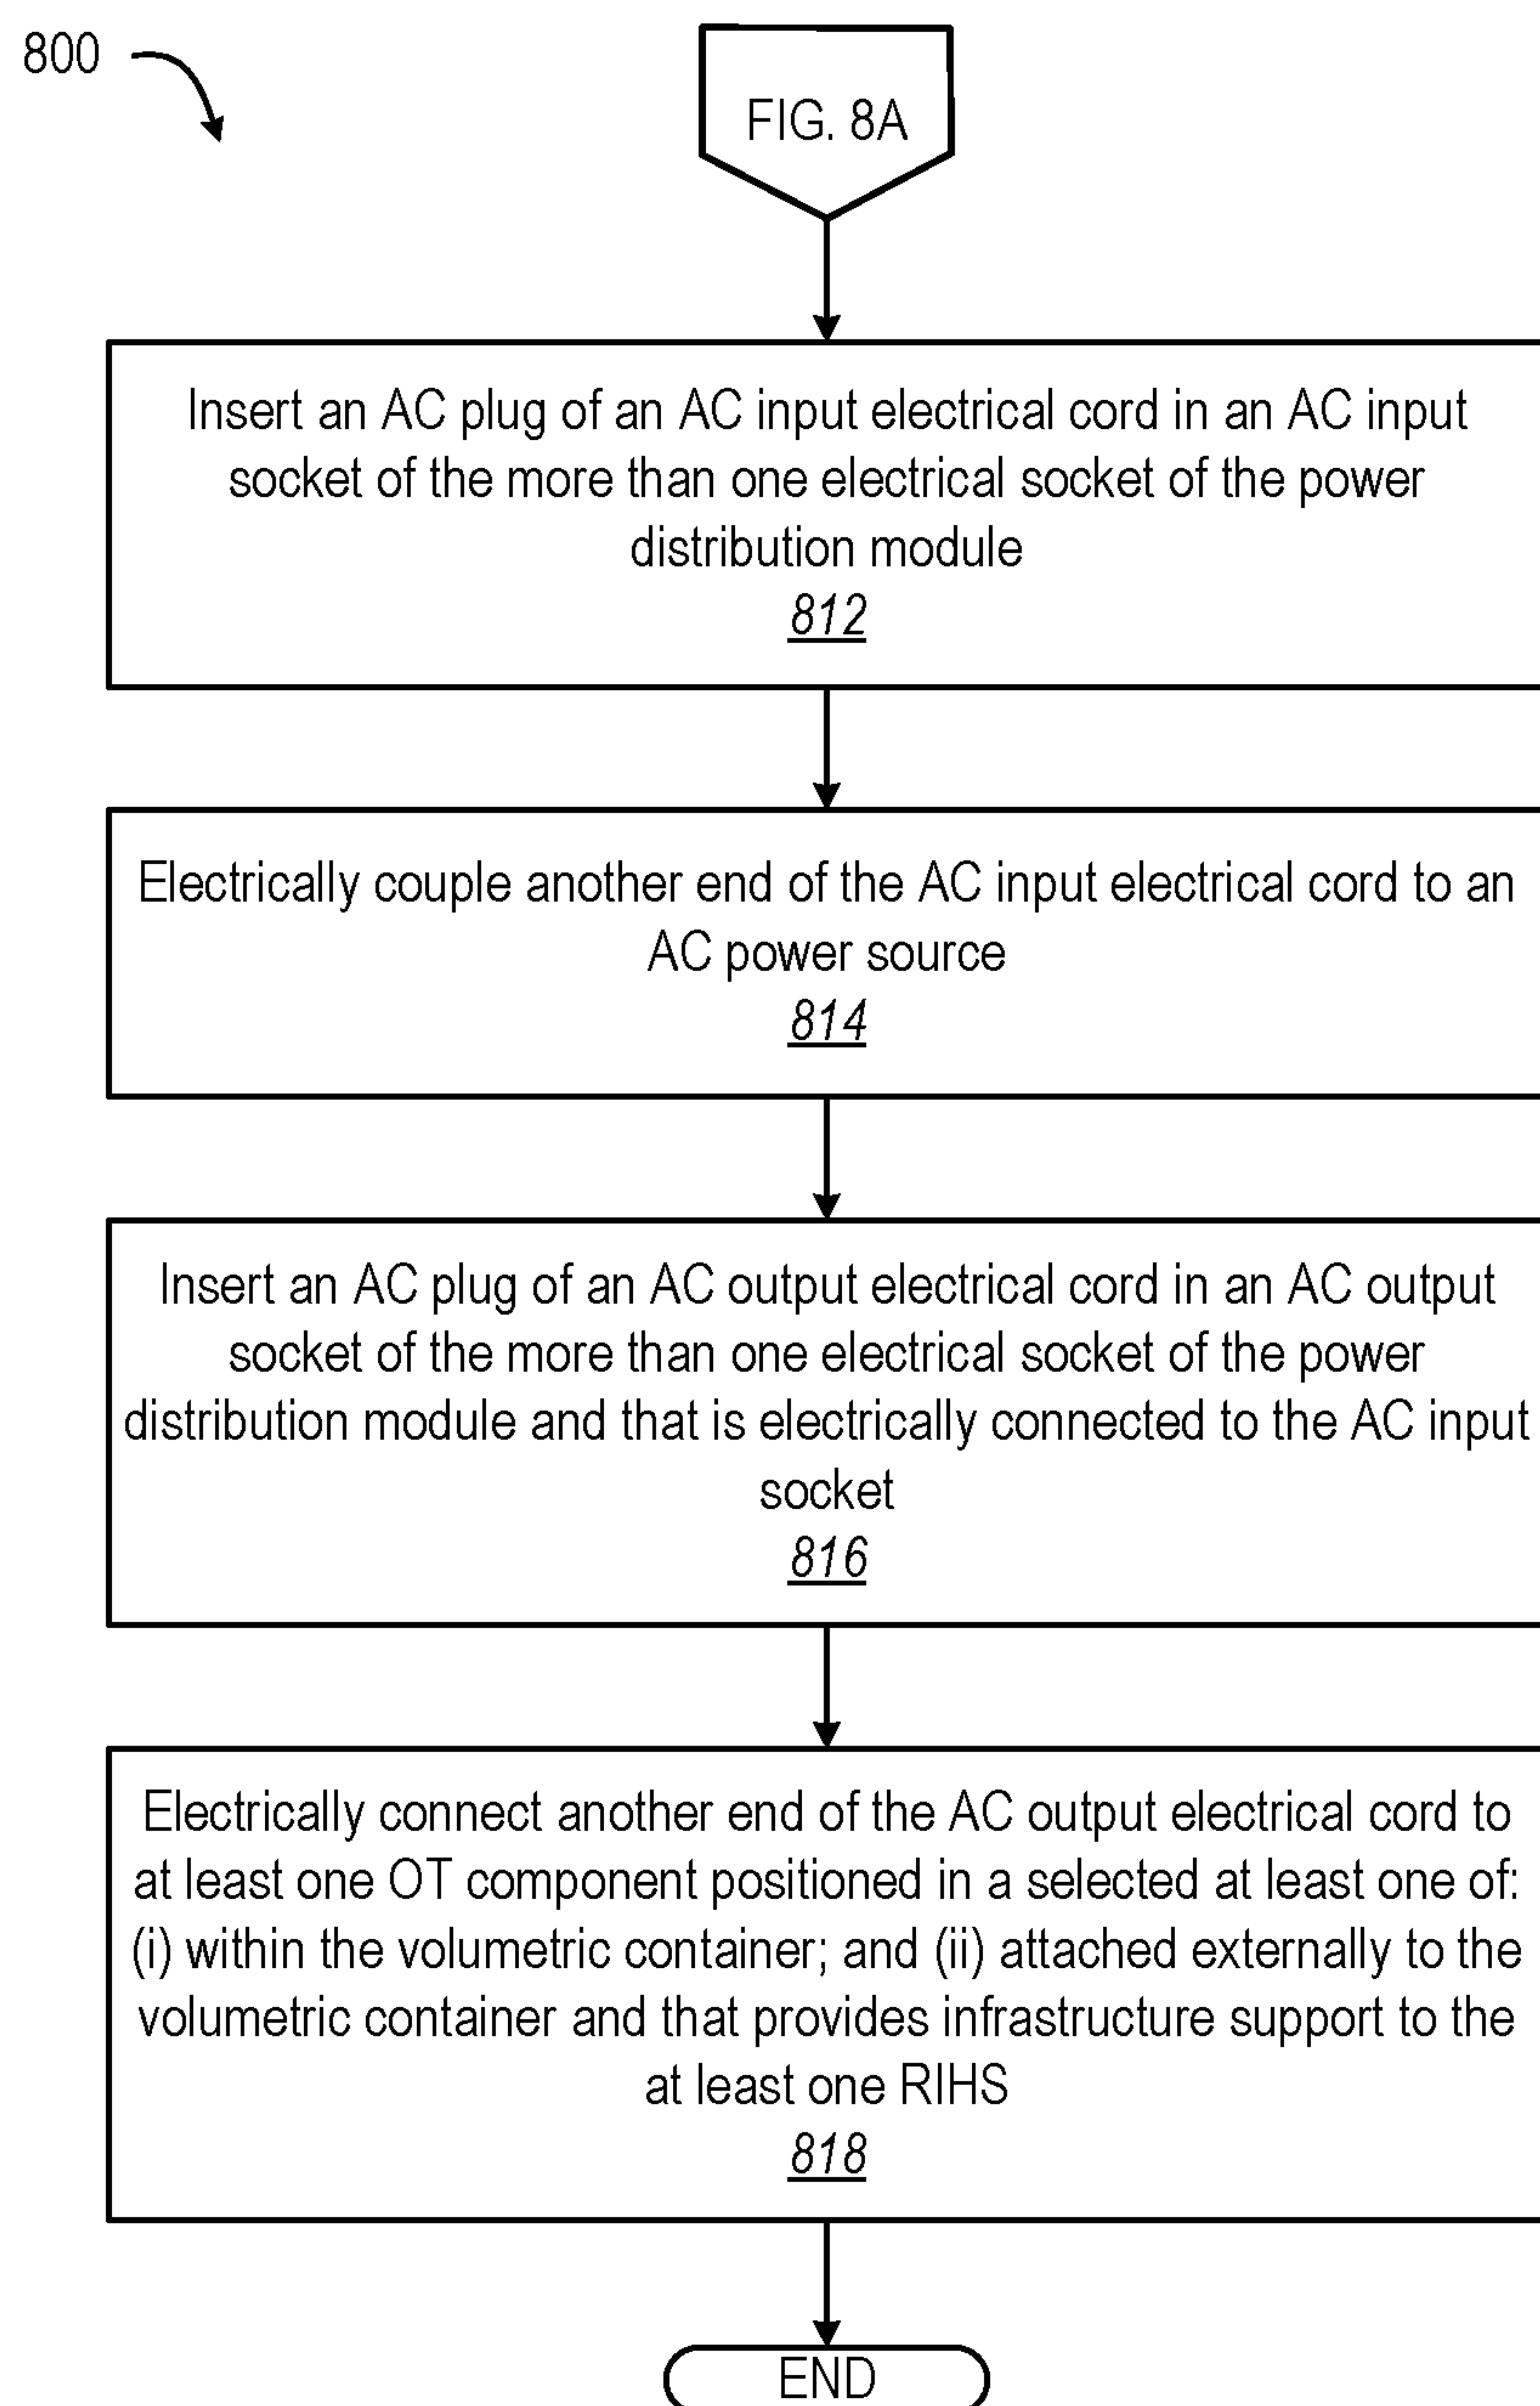 800
FIG. 8A
Insert an AC plug of an AC input electrical cord in an AC input
socket of the more than one electrical socket of the power
distribution module
812
Electrically couple another end of the AC input electrical cord to an
AC power source
814
Insert an AC plug of an AC output electrical cord in an AC output
socket of the more than one electrical socket of the power
distribution module and that is electrically connected to the AC input
socket
816
Electrically connect another end of the AC output electrical cord to
at least one OT component positioned in a selected at least one of:
(i) within the volumetric container; and (ii) attached externally to the
volumetric container and that provides infrastructure support to the
at least one RIHS
818
END